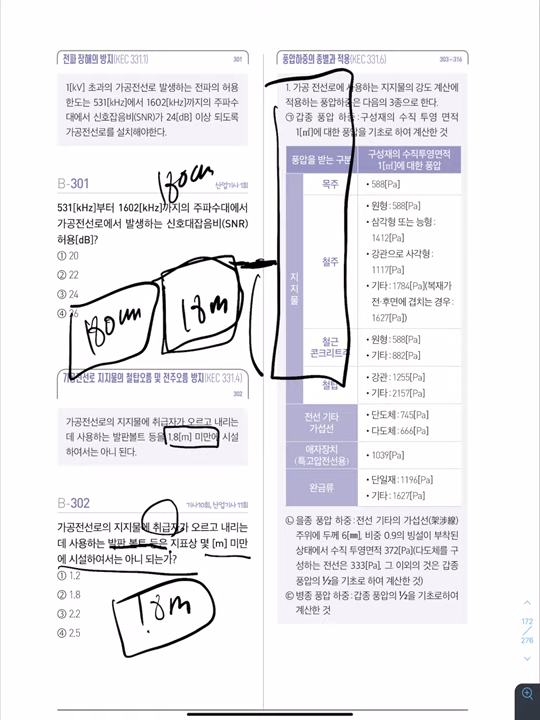 전파 장해의 방지(KEC 331.1) 301
1[kV] 초과의 가공전선로 발생하는 전파의 허용
한도는 531[kHz]에서 1602[kHz]까지의 주파수
대에서 신호잡음비(SNR)가 24[dB] 이상 되도록
가공전선로를 설치해야한다.
180cm
B-301 산업기사 1회
531[kHz]부터 1602[kHz]까지의 주파수대에서
가공전선로에서 발생하는 신호대잡음비(SNR)
허용[dB]?
① 20
② 22
③ 24
④ 26
180cm
1.8m
가공전선로 지지물의 철탑오름 및 전주오름 방지(KEC 331.4)
302
가공전선로의 지지물에 취급자가 오르고 내리는
데 사용하는 발판볼트 등을 1.8[m] 미만에 시설
하여서는 아니 된다.
B-302 기사10회, 산업기사 11회
가공전선로의 지지물에 취급자가 오르고 내리는
데 사용하는 발판 볼트 등은 지표상 몇 [m] 미만
에 시설하여서는 아니 되는가?
① 1.2
② 1.8
③ 2.2
④ 2.5
1.8m
풍압하중의 종별과 적용(KEC 331.6) 303~316
1. 가공 전선로에 사용하는 지지물의 강도 계산에
적용하는 풍압하중은 다음의 3종으로 한다.
㉠ 갑종 풍압 하중 : 구성재의 수직 투영 면적
1[㎡]에 대한 풍압을 기초로 하여 계산한 것
풍압을 받는 구분
구성재의 수직투영면적
1[㎡]에 대한 풍압
지지물
목주
• 588[Pa]
철주
• 원형 : 588[Pa]
• 삼각형 또는 능형 :
1412[Pa]
• 강관으로 사각형 :
1117[Pa]
• 기타 : 1784[Pa](복재가
전·후면에 겹치는 경우 :
1627[Pa])
철근
콘크리트주
• 원형 : 588[Pa]
• 기타 : 882[Pa]
철탑
• 강관 : 1255[Pa]
• 기타 : 2157[Pa]
전선 기타
가섭선
• 단도체 : 745[Pa]
• 다도체 : 666[Pa]
애자장치
(특고압전선용)
• 1039[Pa]
완금류
• 단일재 : 1196[Pa]
• 기타 : 1627[Pa]
㉡ 을종 풍압 하중 : 전선 기타의 가섭선(架涉線)
주위에 두께 6[㎜], 비중 0.9의 빙설이 부착된
상태에서 수직 투영면적 372[Pa](다도체를 구
성하는 전선은 333[Pa], 그 이외의 것은 갑종
풍압의 ½을 기초로 하여 계산한 것)
㉢ 병종 풍압 하중 : 갑종 풍압의 ½을 기초로하여
계산한 것
172
276